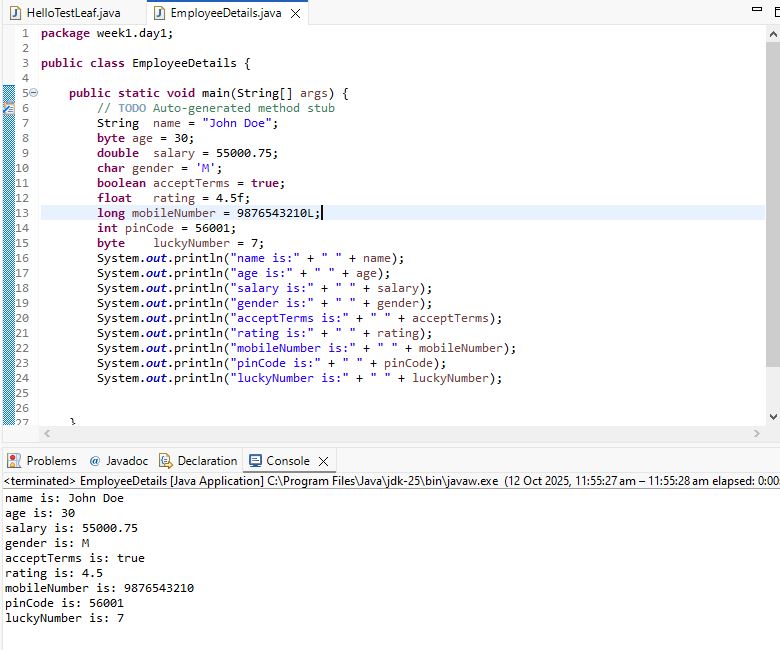 HelloTestLeaf.java EmployeeDetails.java
1 package week1.day1;
2
3 public class EmployeeDetails {
4
5 public static void main(String[] args) {
6 // TODO Auto-generated method stub
7 String  name = "John Doe";
8 byte age = 30;
9 double  salary = 55000.75;
10 char gender = 'M';
11 boolean acceptTerms = true;
12 float   rating = 4.5f;
13 long mobileNumber = 9876543210L;
14 int pinCode = 56001;
15 byte    luckyNumber = 7;
16 System.out.println("name is:" + " " + name);
17 System.out.println("age is:" + " " + age);
18 System.out.println("salary is:" + " " + salary);
19 System.out.println("gender is:" + " " + gender);
20 System.out.println("acceptTerms is:" + " " + acceptTerms);
21 System.out.println("rating is:" + " " + rating);
22 System.out.println("mobileNumber is:" + " " + mobileNumber);
23 System.out.println("pinCode is:" + " " + pinCode);
24 System.out.println("luckyNumber is:" + " " + luckyNumber);
25
26
27 }
Problems @ Javadoc Declaration Console
<terminated> EmployeeDetails [Java Application] C:\Program Files\Java\jdk-25\bin\javaw.exe (12 Oct 2025, 11:55:27 am – 11:55:28 am elapsed: 0:00:
name is: John Doe
age is: 30
salary is: 55000.75
gender is: M
acceptTerms is: true
rating is: 4.5
mobileNumber is: 9876543210
pinCode is: 56001
luckyNumber is: 7